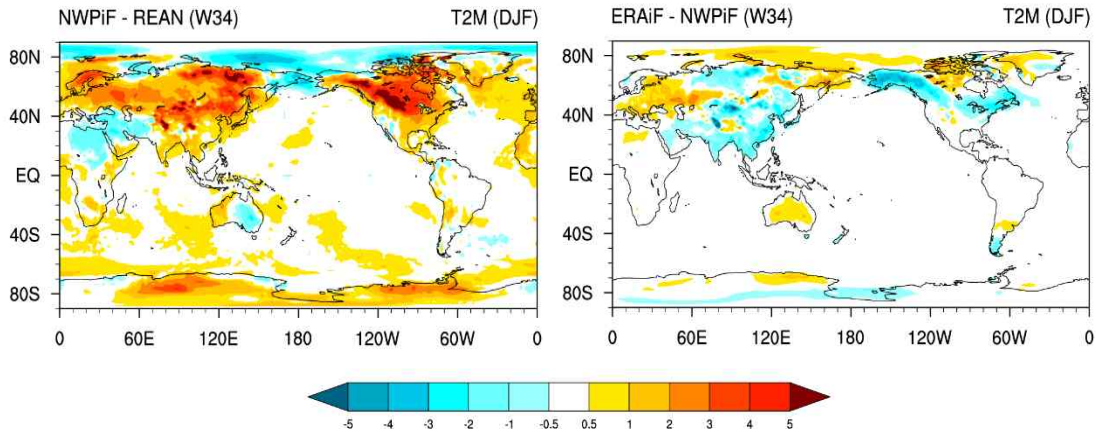 NWPiF - REAN (W34) T2M (DJF) ERAiF - NWPiF (W34) T2M (DJF)
80N 80N
40N 40N
EQ EQ
40S 40S
80S 80S
0 60E 120E 180 120W 60W 0 0 60E 120E 180 120W 60W 0
-5 -4 -3 -2 -1 -0.5 0.5 1 2 3 4 5